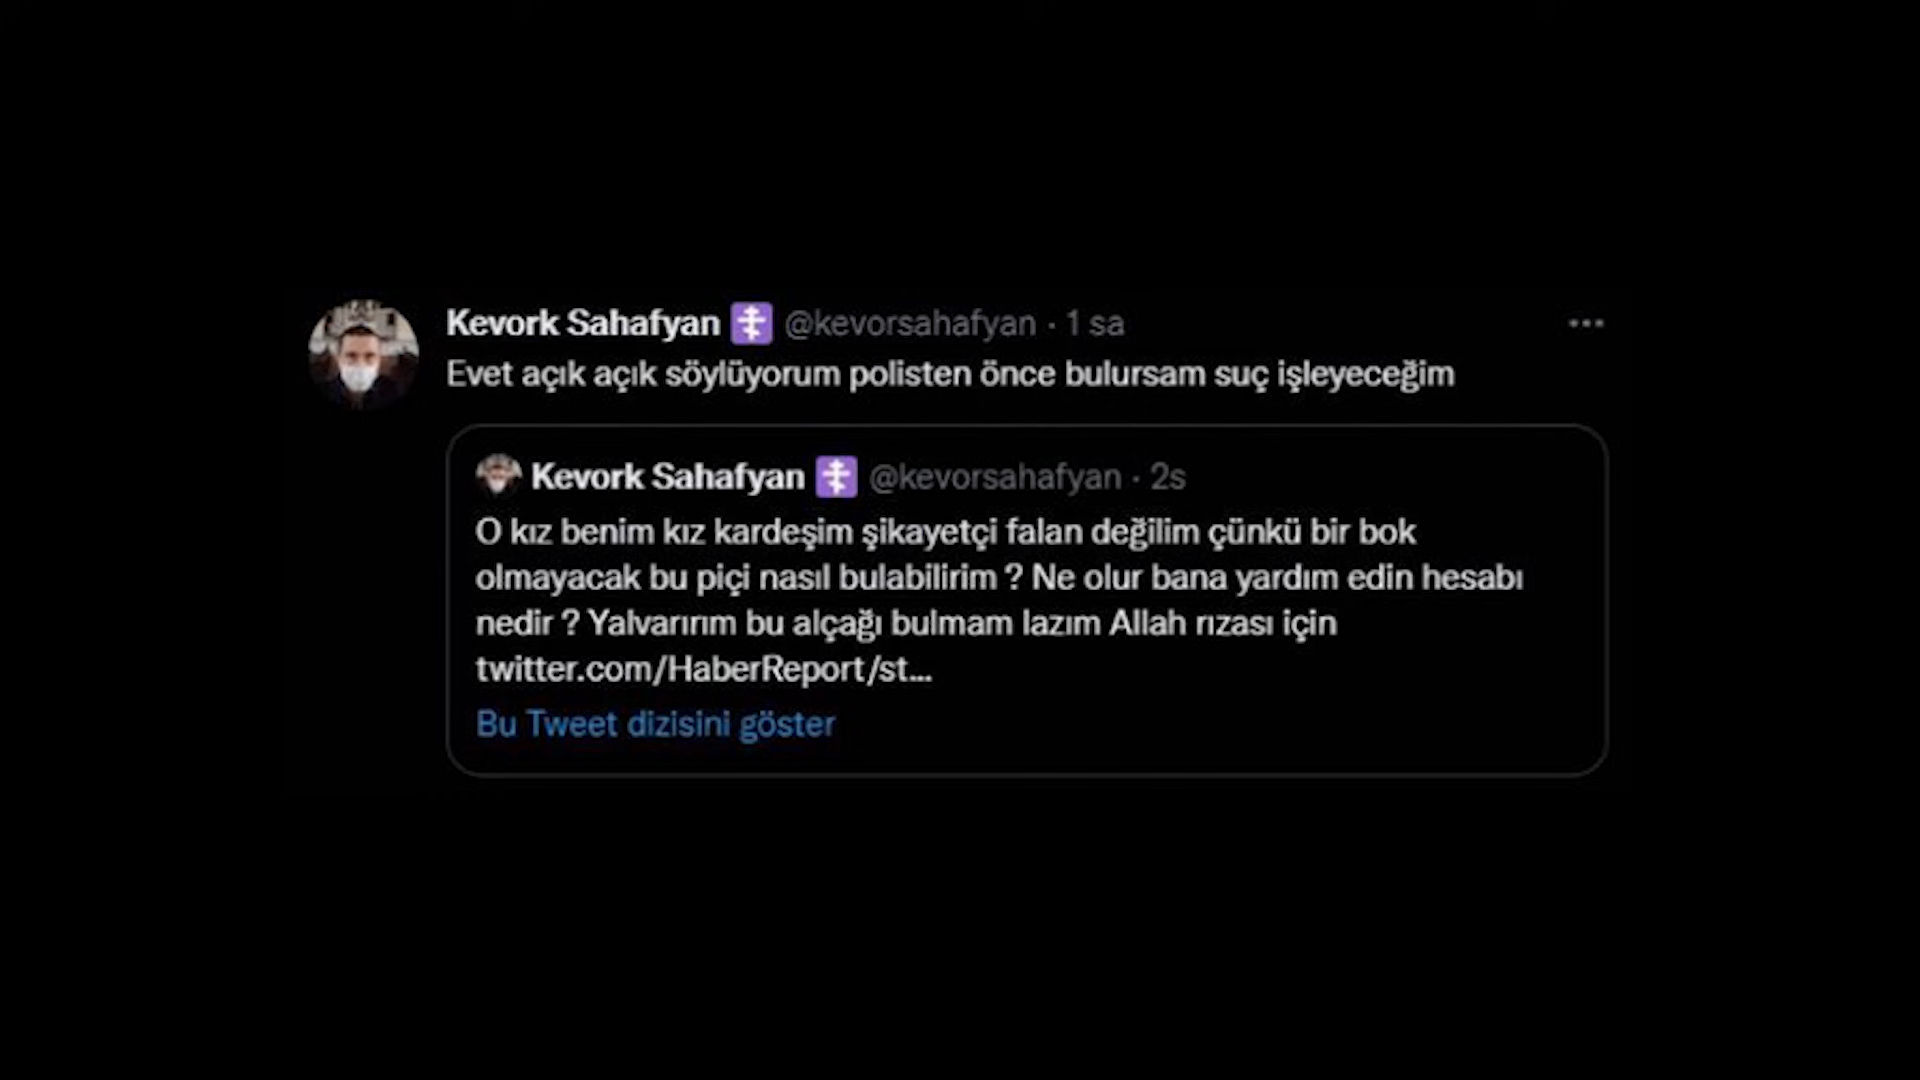 Kevork Sahafyan @kevorsahafyan · 1 sa
Evet açık açık söylüyorum polisten önce bulursam suç işleyeceğim
Kevork Sahafyan @kevorsahafyan · 2s
O kız benim kız kardeşim şikayetçi falan değilim çünkü bir bok
olmayacak bu piçi nasıl bulabilirim ? Ne olur bana yardım edin hesabı
nedir ? Yalvarırım bu alçağı bulmam lazım Allah rızası için
twitter.com/HaberReport/st...
Bu Tweet dizisini göster